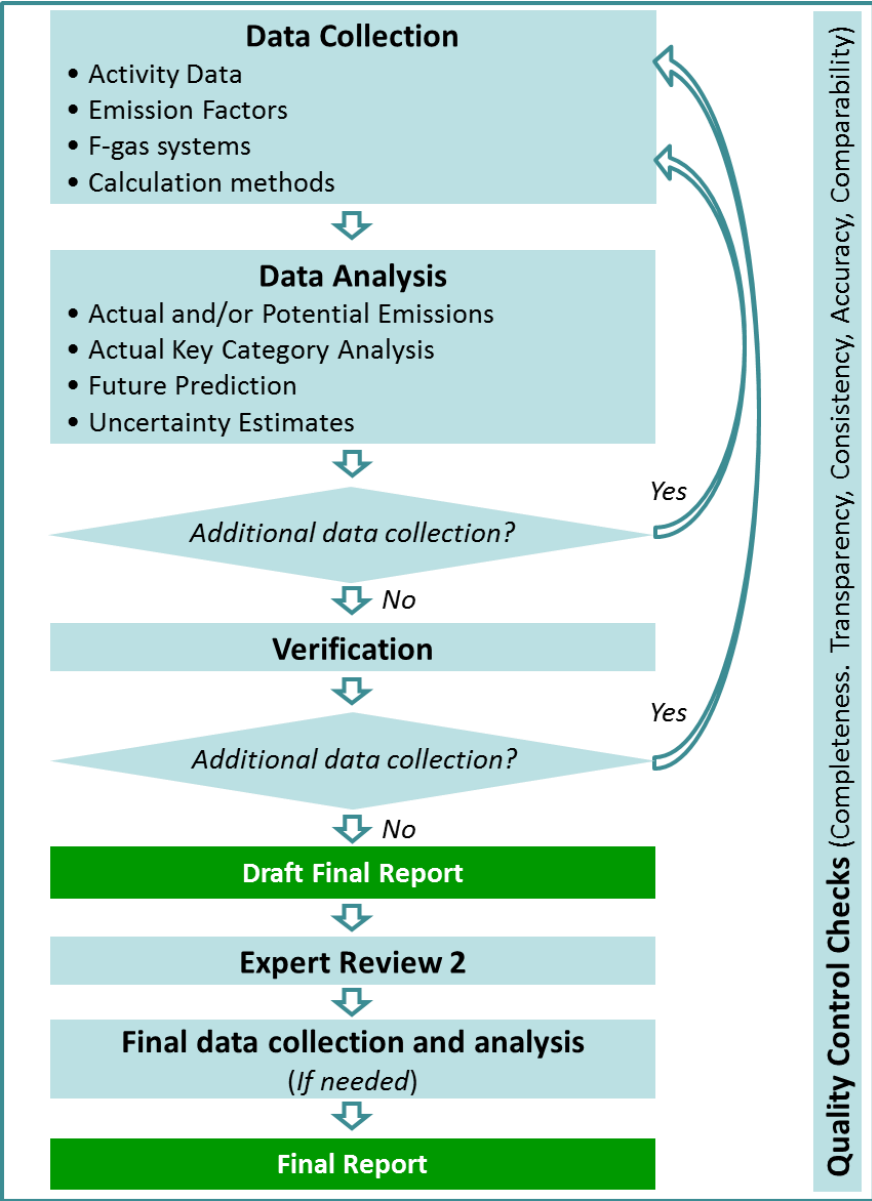 Data Collection
• Activity Data
• Emission Factors
• F-gas systems
• Calculation methods
Data Analysis
• Actual and/or Potential Emissions
• Actual Key Category Analysis
• Future Prediction
• Uncertainty Estimates
Yes
Additional data collection?
No
Verification
Yes
Additional data collection?
No
Draft Final Report
Expert Review 2
Final data collection and analysis
(If needed)
Final Report
Quality Control Checks (Completeness. Transparency, Consistency, Accuracy, Comparability)